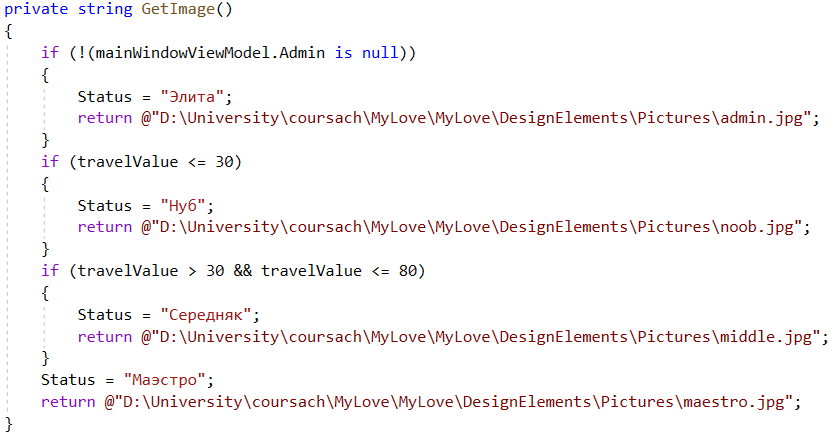 private string GetImage()
{
    if (!(mainWindowViewModel.Admin is null))
    {
        Status = "Элита";
        return @"D:\University\coursach\MyLove\MyLove\DesignElements\Pictures\admin.jpg";
    }
    if (travelValue <= 30)
    {
        Status = "Нуб";
        return @"D:\University\coursach\MyLove\MyLove\DesignElements\Pictures\noob.jpg";
    }
    if (travelValue > 30 && travelValue <= 80)
    {
        Status = "Середняк";
        return @"D:\University\coursach\MyLove\MyLove\DesignElements\Pictures\middle.jpg";
    }
    Status = "Маэстро";
    return @"D:\University\coursach\MyLove\MyLove\DesignElements\Pictures\maestro.jpg";
}